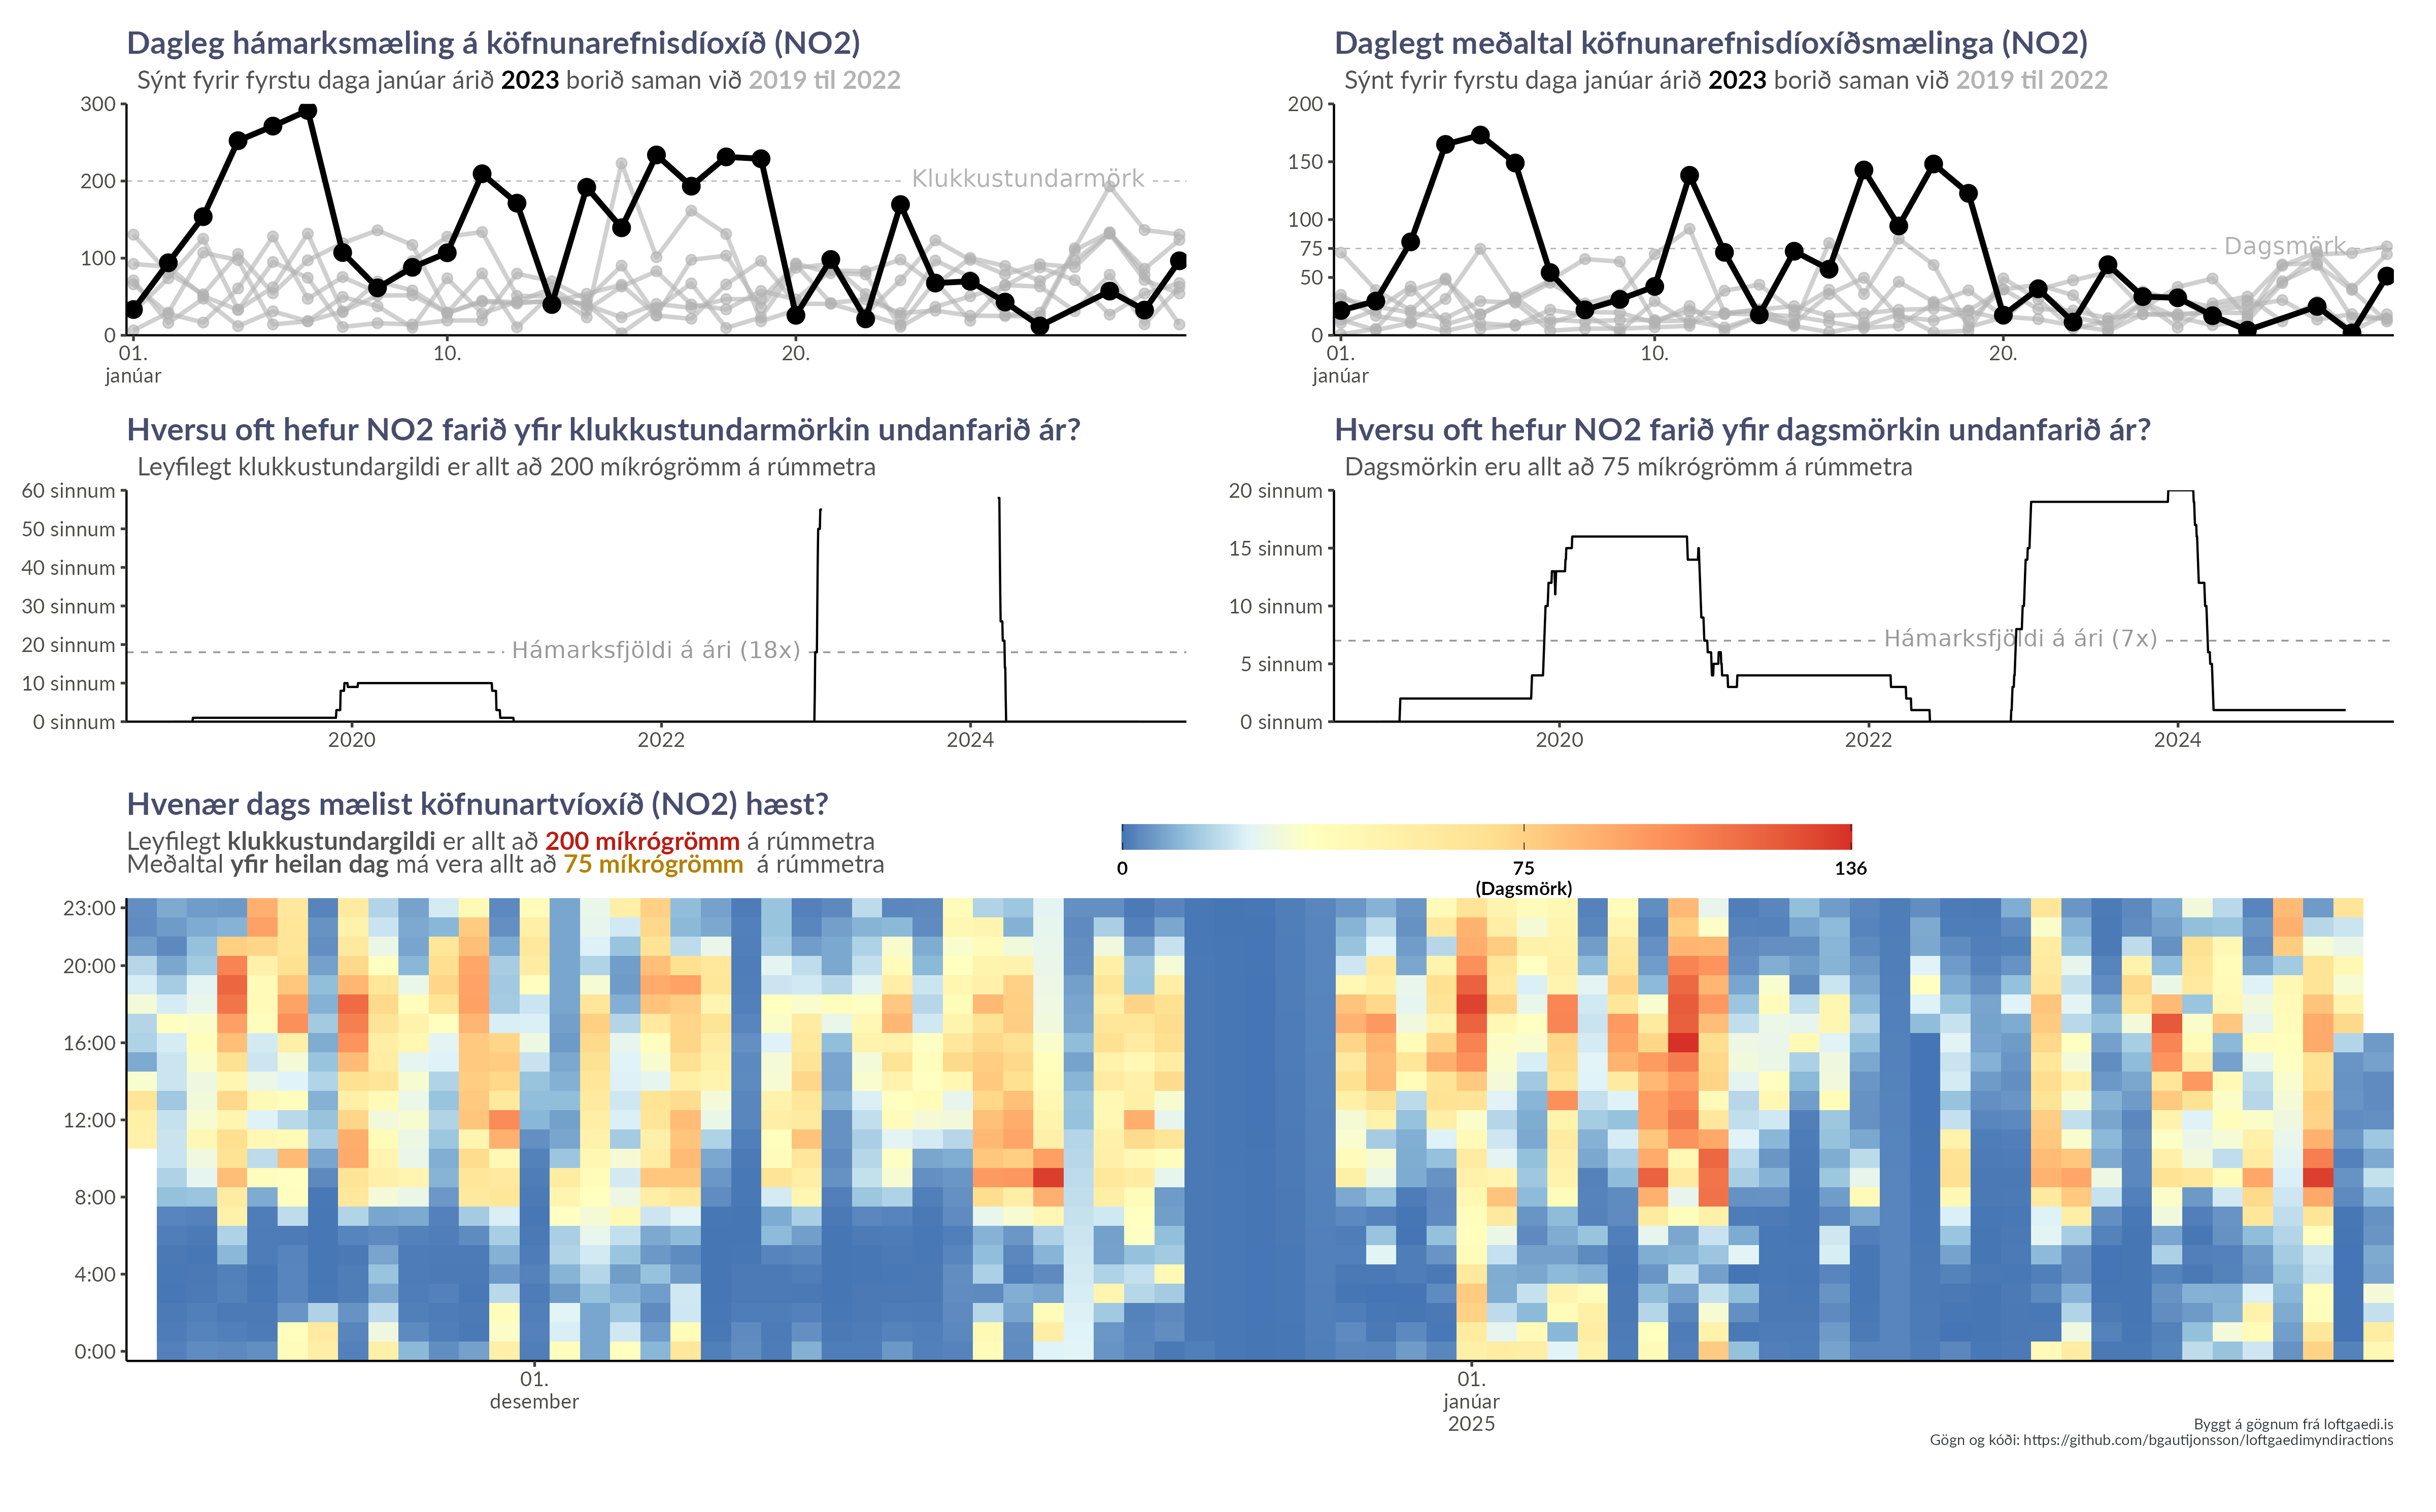 Dagleg hámarksmæling á köfnunarefnisdíoxíð (NO2)
Sýnt fyrir fyrstu daga janúar árið 2023 borið saman við 2019 til 2022
300
200
100
0
Klukkustundarmörk
01.
janúar
10.
20.
Daglegt meðaltal köfnunarefnisdíoxíðsmælinga (NO2)
Sýnt fyrir fyrstu daga janúar árið 2023 borið saman við 2019 til 2022
200
150
100
75
50
0
Dagsmörk
01.
janúar
10.
20.
Hversu oft hefur NO2 farið yfir klukkustundarmörkin undanfarið ár?
Leyfilegt klukkustundargildi er allt að 200 míkrógrömm á rúmmetra
60 sinnum
50 sinnum
40 sinnum
30 sinnum
20 sinnum
10 sinnum
0 sinnum
Hámarksfjöldi á ári (18x)
2020
2022
2024
Hversu oft hefur NO2 farið yfir dagsmörkin undanfarið ár?
Dagsmörkin eru allt að 75 míkrógrömm á rúmmetra
20 sinnum
15 sinnum
10 sinnum
5 sinnum
0 sinnum
Hámarksfjöldi á ári (7x)
2020
2022
2024
Hvenær dags mælist köfnunartvíoxíð (NO2) hæst?
Leyfilegt klukkustundargildi er allt að 200 míkrógrömm á rúmmetra
Meðaltal yfir heilan dag má vera allt að 75 míkrógrömm á rúmmetra
0
75
(Dagsmörk)
136
23:00
20:00
16:00
12:00
8:00
4:00
0:00
01.
desember
01.
janúar
2025
Byggt á gögnum frá loftgaedi.is
Gögn og kóði: https://github.com/bgautijonsson/loftgaedimyndiractions